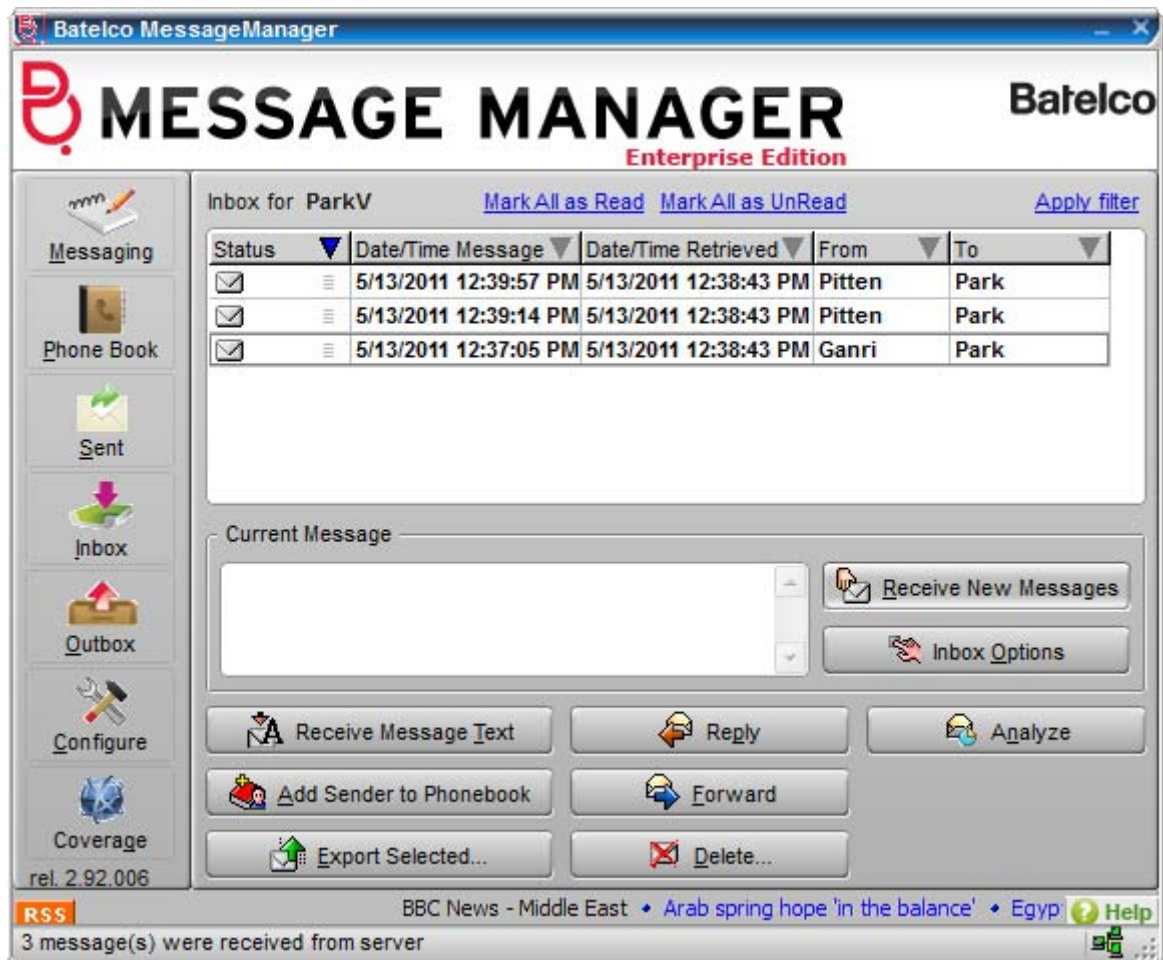 Batelco MessageManager
MESSAGE MANAGER
Enterprise Edition
Batelco
Messaging
Phone Book
Sent
Inbox
Outbox
Configure
Coverage
rel. 2.92.006
Inbox for ParkV Mark All as Read Mark All as UnRead Apply filter
Status Date/Time Message Date/Time Retrieved From To
5/13/2011 12:39:57 PM 5/13/2011 12:38:43 PM Pitten Park
5/13/2011 12:39:14 PM 5/13/2011 12:38:43 PM Pitten Park
5/13/2011 12:37:05 PM 5/13/2011 12:38:43 PM Ganri Park
Current Message
Receive New Messages
Inbox Options
Receive Message Text Reply Analyze
Add Sender to Phonebook Forward
Export Selected... Delete...
RSS BBC News - Middle East • Arab spring hope 'in the balance' • Egyp Help
3 message(s) were received from server